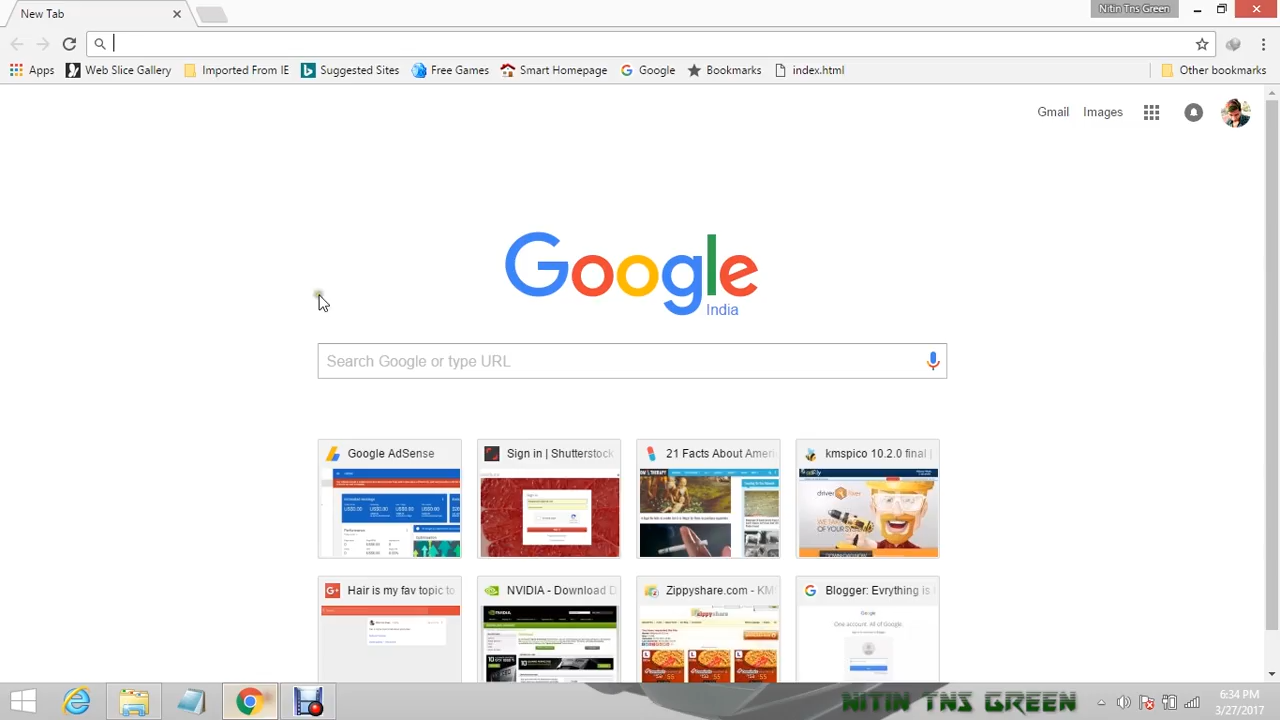 New Tab
Nitin Tns Green
Apps
Web Slice Gallery
Imported From IE
Suggested Sites
Free Games
Smart Homepage
Google
Bookmarks
index.html
Other bookmarks
Gmail
Images
Google
India
Search Google or type URL
Google AdSense
Sign in | Shutterstock
21 Facts About Ameri
kmspico 10.2.0 final |
Hair is my fav topic to
NVIDIA - Download D
Zippyshare.com - KM
Blogger: Evrything is
NITIN TNS GREEN
6:34 PM
3/27/2017